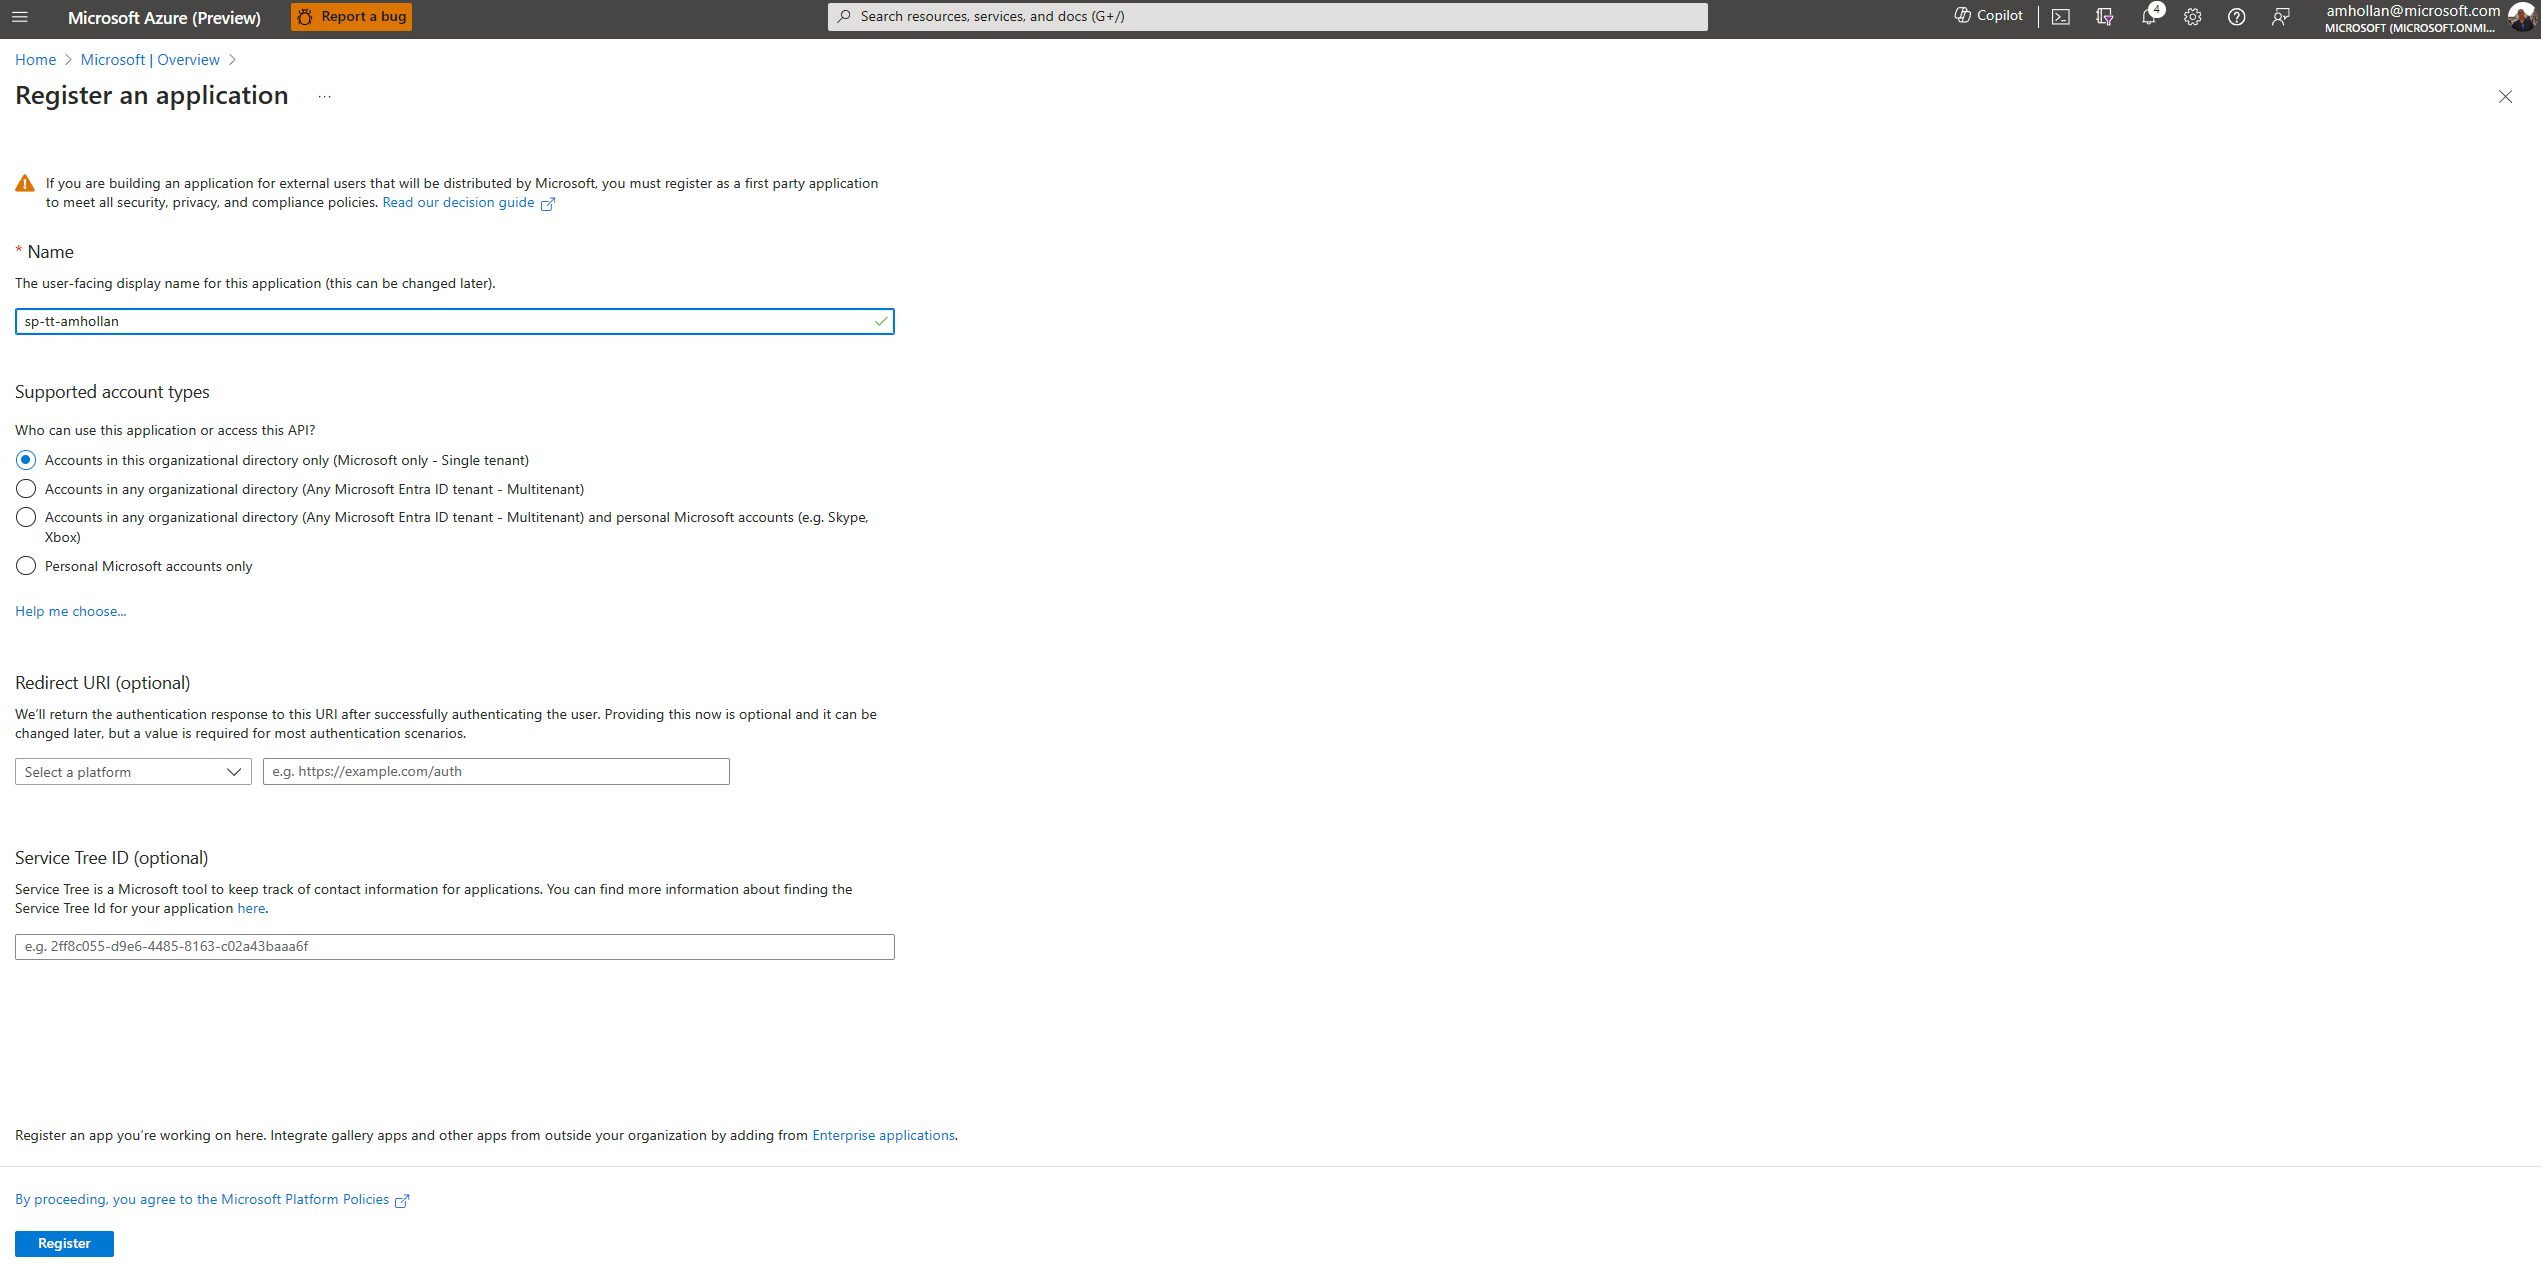 Microsoft Azure (Preview)
Report a bug
Search resources, services, and docs (G+/)
Copilot
4
amhollan@microsoft.com
MICROSOFT (MICROSOFT.ONMI...
Home > Microsoft | Overview >
Register an application ...
If you are building an application for external users that will be distributed by Microsoft, you must register as a first party application
to meet all security, privacy, and compliance policies. Read our decision guide
* Name
The user-facing display name for this application (this can be changed later).
sp-tt-amhollan
Supported account types
Who can use this application or access this API?
Accounts in this organizational directory only (Microsoft only - Single tenant)
Accounts in any organizational directory (Any Microsoft Entra ID tenant - Multitenant)
Accounts in any organizational directory (Any Microsoft Entra ID tenant - Multitenant) and personal Microsoft accounts (e.g. Skype,
Xbox)
Personal Microsoft accounts only
Help me choose...
Redirect URI (optional)
We'll return the authentication response to this URI after successfully authenticating the user. Providing this now is optional and it can be
changed later, but a value is required for most authentication scenarios.
Select a platform
e.g. https://example.com/auth
Service Tree ID (optional)
Service Tree is a Microsoft tool to keep track of contact information for applications. You can find more information about finding the
Service Tree Id for your application here.
e.g. 2ff8c055-d9e6-4485-8163-c02a43baaa6f
Register an app you're working on here. Integrate gallery apps and other apps from outside your organization by adding from Enterprise applications.
By proceeding, you agree to the Microsoft Platform Policies
Register